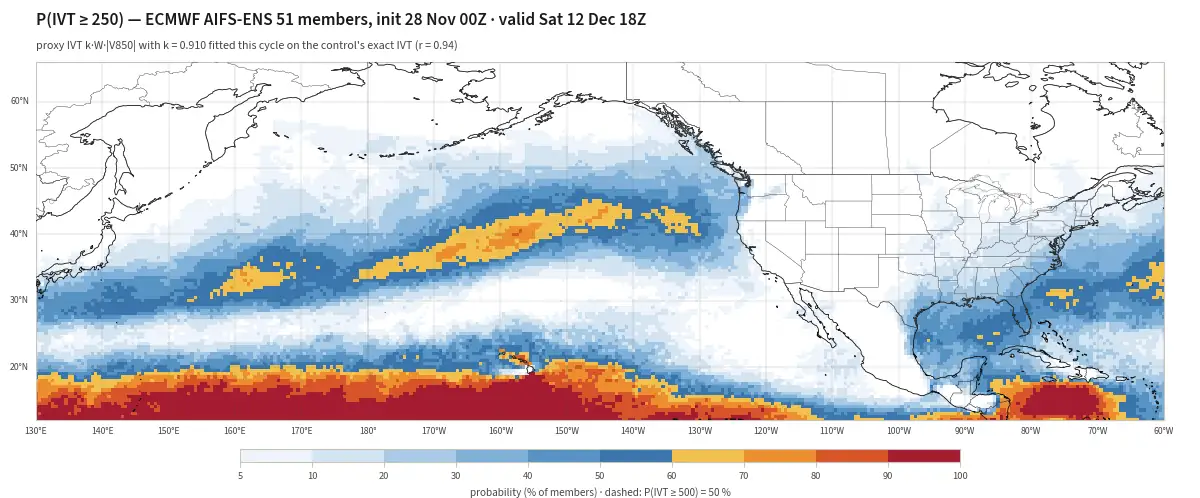 P(IVT ≥ 250) — ECMWF AIFS-ENS 51 members, init 28 Nov 00Z · valid Sat 12 Dec 18Z
proxy IVT k·W·|V850| with k = 0.910 fitted this cycle on the control's exact IVT (r = 0.94)
60°N
50°N
40°N
30°N
20°N
130°E 140°E 150°E 160°E 170°E 180° 170°W 160°W 150°W 140°W 130°W 120°W 110°W 100°W 90°W 80°W 70°W 60°W
5 10 20 30 40 50 60 70 80 90 100
probability (% of members) · dashed: P(IVT ≥ 500) = 50 %